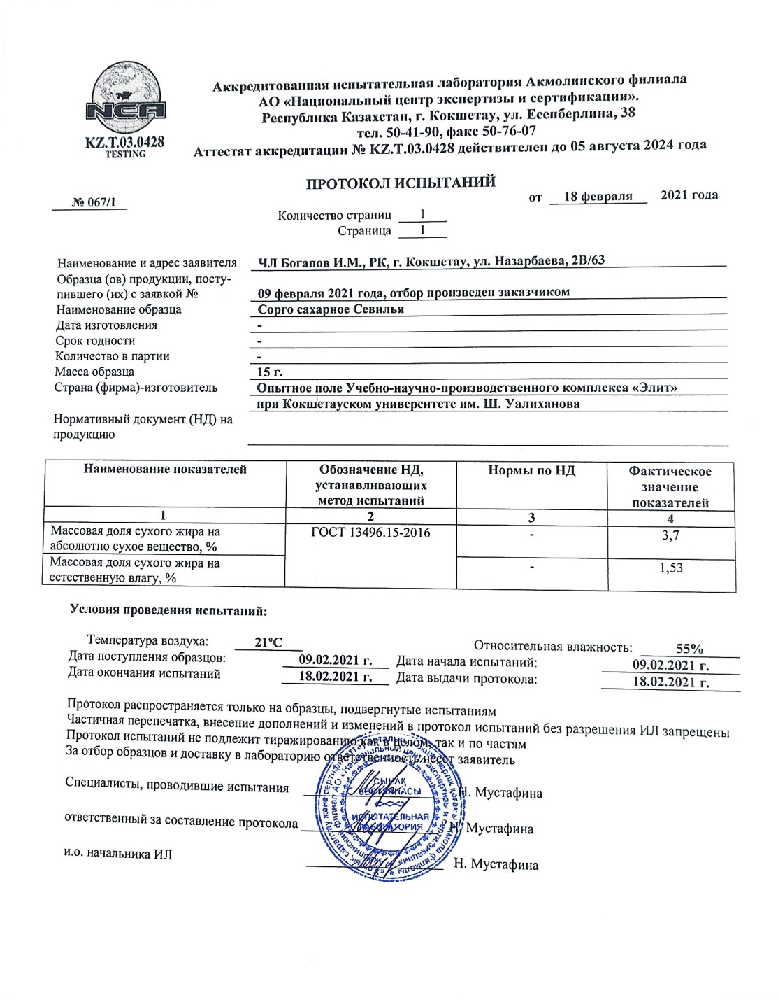 NCA
KZ.T.03.0428
TESTING
Аккредитованная испытательная лаборатория Акмолинского филиала
АО «Национальный центр экспертизы и сертификации».
Республика Казахстан, г. Кокшетау, ул. Есенберлина, 38
тел. 50-41-90, факс 50-76-07
Аттестат аккредитации № KZ.T.03.0428 действителен до 05 августа 2024 года
ПРОТОКОЛ ИСПЫТАНИЙ
№ 067/1 от 18 февраля 2021 года
Количество страниц 1
Страница 1
Наименование и адрес заявителя ЧЛ Богапов И.М., РК, г. Кокшетау, ул. Назарбаева, 2В/63
Образца (ов) продукции, посту-
пившего (их) с заявкой № 09 февраля 2021 года, отбор произведен заказчиком
Наименование образца Сорго сахарное Севилья
Дата изготовления -
Срок годности -
Количество в партии -
Масса образца 15 г.
Страна (фирма)-изготовитель Опытное поле Учебно-научно-производственного комплекса «Элит»
при Кокшетауском университете им. Ш. Уалиханова
Нормативный документ (НД) на
продукцию
Наименование показателей Обозначение НД, устанавливающих метод испытаний Нормы по НД Фактическое значение показателей
1 2 3 4
Массовая доля сухого жира на ГОСТ 13496.15-2016 - 3,7
абсолютно сухое вещество, %
Массовая доля сухого жира на - 1,53
естественную влагу, %
Условия проведения испытаний:
Температура воздуха: 21ºС Относительная влажность: 55%
Дата поступления образцов: 09.02.2021 г. Дата начала испытаний: 09.02.2021 г.
Дата окончания испытаний 18.02.2021 г. Дата выдачи протокола: 18.02.2021 г.
Протокол распространяется только на образцы, подвергнутые испытаниям
Частичная перепечатка, внесение дополнений и изменений в протокол испытаний без разрешения ИЛ запрещены
Протокол испытаний не подлежит тиражированию как в целом, так и по частям
За отбор образцов и доставку в лабораторию ответственность несет заявитель
Специалисты, проводившие испытания Н. Мустафина
ответственный за составление протокола Н. Мустафина
и.о. начальника ИЛ Н. Мустафина
СЫНАҚ
ИСПЫТАТЕЛЬНАЯ
ЛАБОРАТОРИЯ